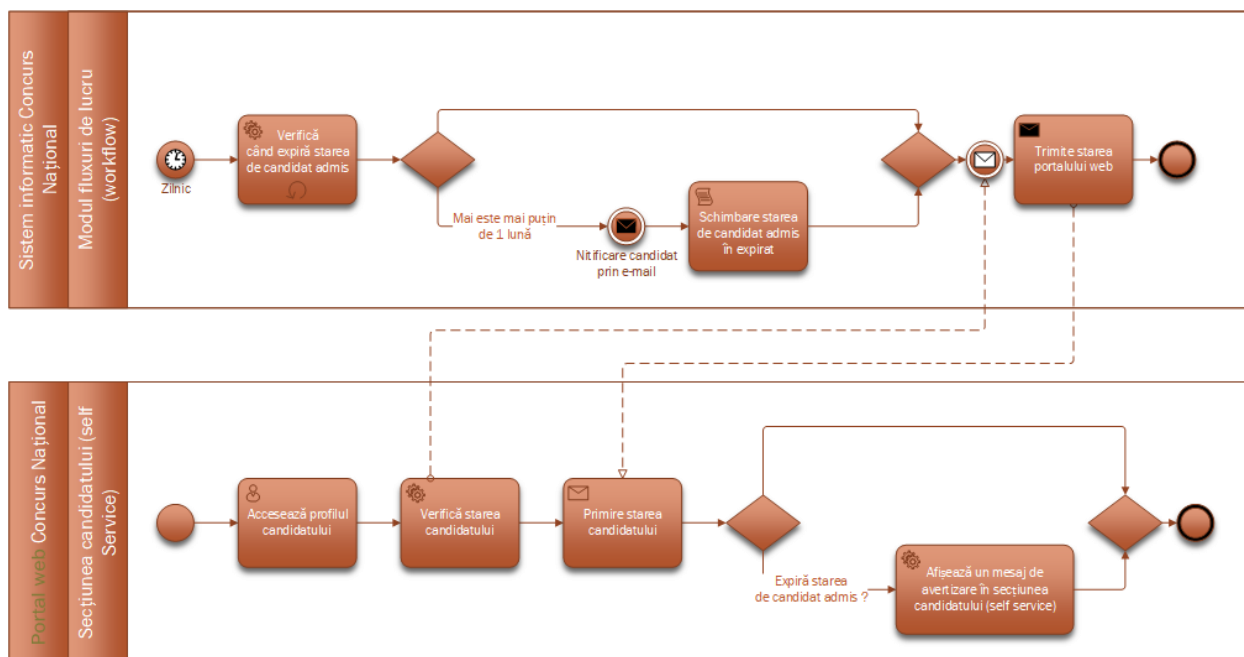 Sistem informatic Concurs
Național
Modul fluxuri de lucru
(workflow)
Zilnic
Verifică
când expiră starea
de candidat admis
Mai este mai puțin
de 1 lună
Nitificare candidat
prin e-mail
Schimbare starea
de candidat admis
în expirat
Trimite starea
portalului web
Portal web Concurs Național
Secțiunea candidatului (self
Service)
Accesează profilul
candidatului
Verifică starea
candidatului
Primire starea
candidatului
Expiră starea
de candidat admis ?
Afișează un mesaj de
avertizare în secțiunea
candidatului (self service)